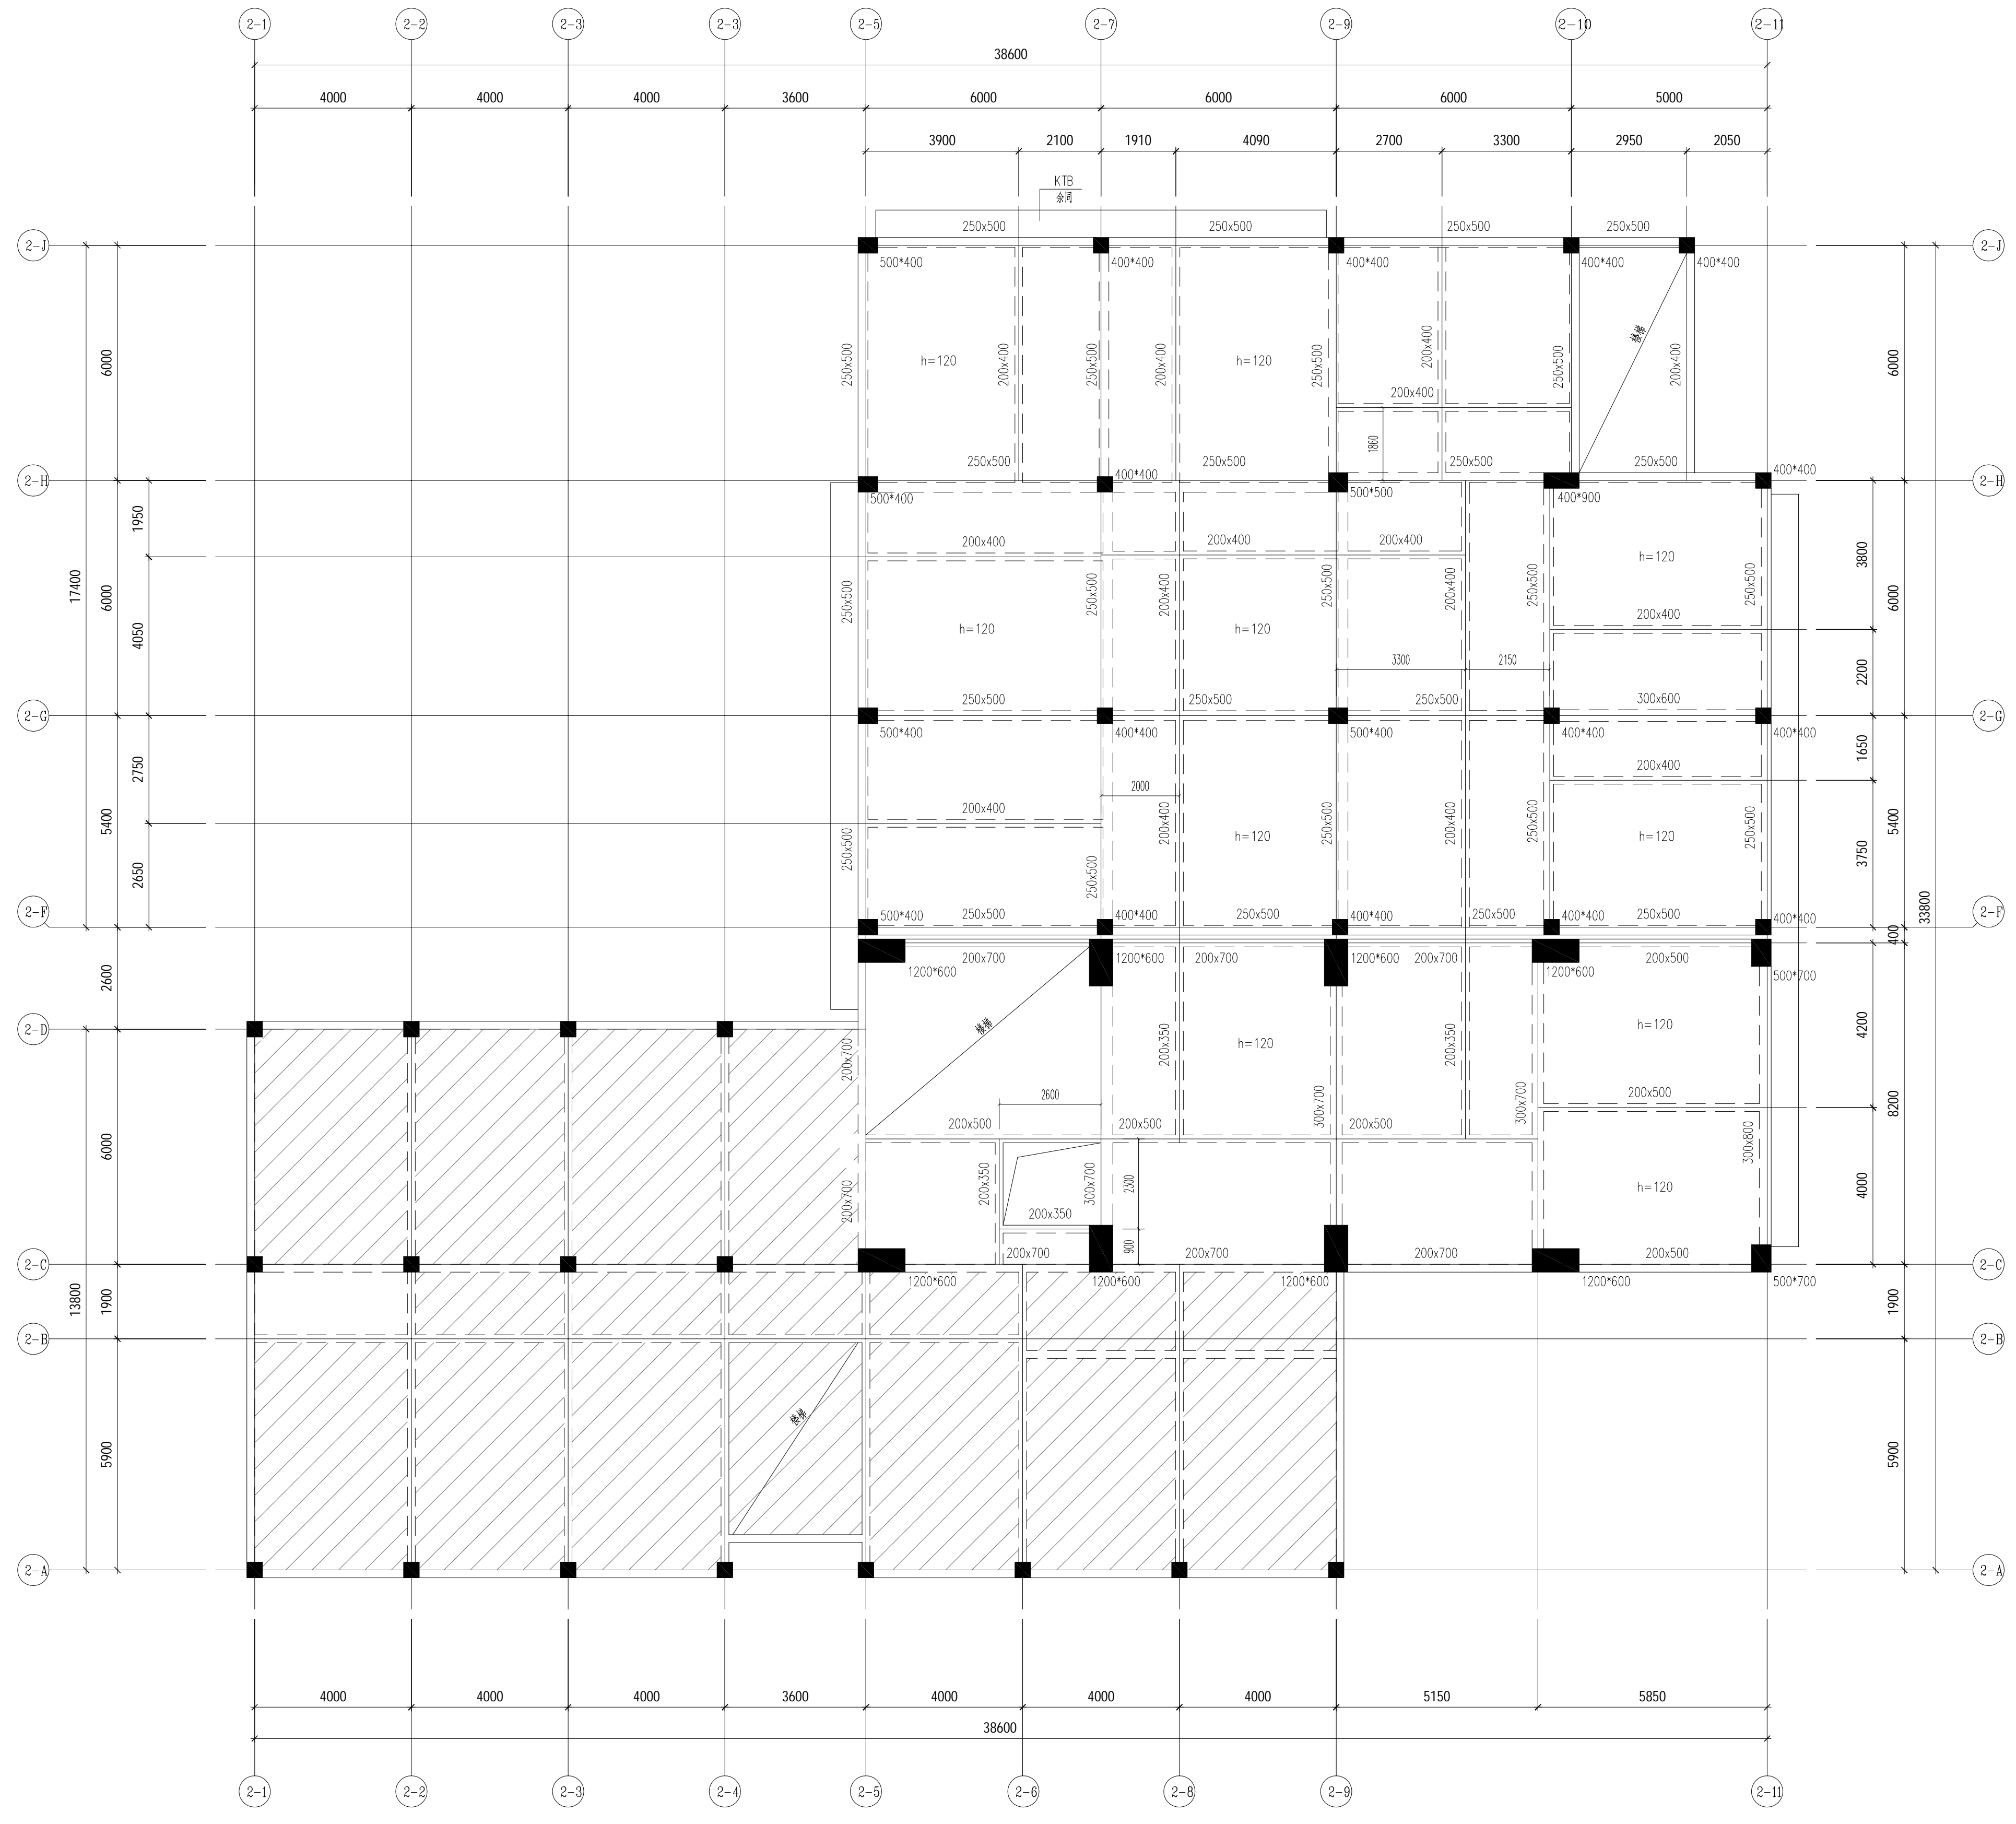 2-1 2-2 2-3 2-3 2-5 2-7 2-9 2-10 2-11
38600
4000 4000 4000 3600 6000 6000 6000 5000
3900 2100 1910 4090 2700 3300 2950 2050
KTB
余同
250x500 250x500 250x500 250x500
2-J 2-J
500*400 400*400 400*400 400*400 400*400
楼梯
6000 250x500 h=120 200x400 250x500 200x400 h=120 250x500 200x400 250x500 200x400 6000
200x400
1860
250x500 250x500 250x500 250x500
2-H 400*400 400*400 2-H
500*400 500*500 400*900
1950
200x400 200x400 200x400
h=120 3800
17400 6000 250x500 250x500 200x400 250x500 200x400 250x500 250x500 6000
4050 200x400
h=120 h=120
3300 2150 2200
250x500 250x500 250x500 300x600
2-G 2-G
500*400 400*400 500*400 400*400 400*400
2750 1650
200x400
2000
200x400
5400 250x500 200x400 h=120 250x500 200x400 250x500 h=120 250x500 5400
2650 250x500 3750
2-F 500*400 250x500 400*400 250x500 400*400 250x500 400*400 250x500 400*400 2-F
33800
400
2600 200x700 1200*600 200x700 1200*600 200x700 200x500
1200*600 1200*600 500*700
2-D 楼梯 h=120 4200
200x700 200x350 h=120 200x350
2600 200x500
8200
200x500 200x500 300x700 200x500 300x700 300x800
6000
200x700 200x350 300x700 2300 h=120 4000
200x350
900
200x700 200x700 200x700 200x500
2-C 2-C
1200*600 1200*600 1200*600 1200*600 500*700
13800 1900 1900
2-B 2-B
楼梯
5900 5900
2-A 2-A
4000 4000 4000 3600 4000 4000 4000 5150 5850
38600
2-1 2-2 2-3 2-4 2-5 2-6 2-8 2-9 2-11